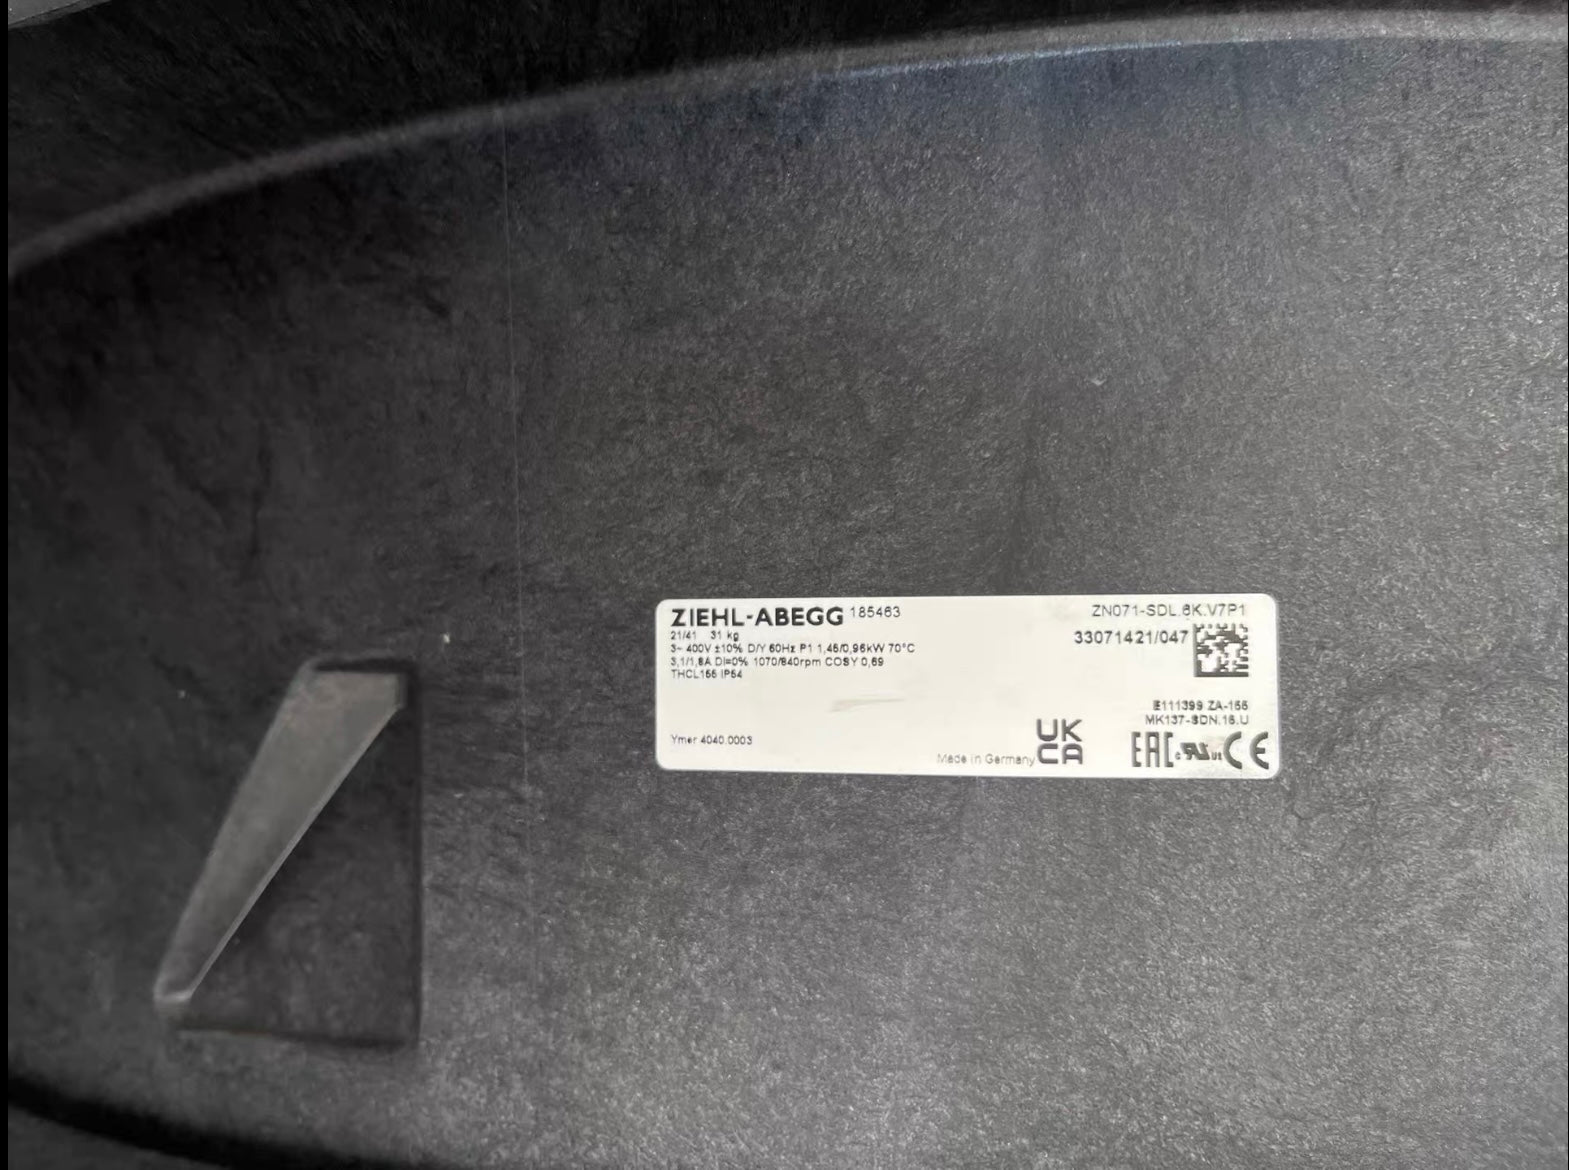 ZIEHL-ABEGG 185463
ZN071-SDL.6K.V7P1
21/41 31 kg
33071421/047
3~ 400V ±10% D/Y 60Hz P1 1,45/0,96kW 70°C
3,1/1,8A DI=0% 1070/840rpm COSY 0,69
THCL155 IP54
E111399 ZA-155
MK137-SDN.16.U
Ymer 4040.0003
Made in Germany
UK
CA
EAC
CE